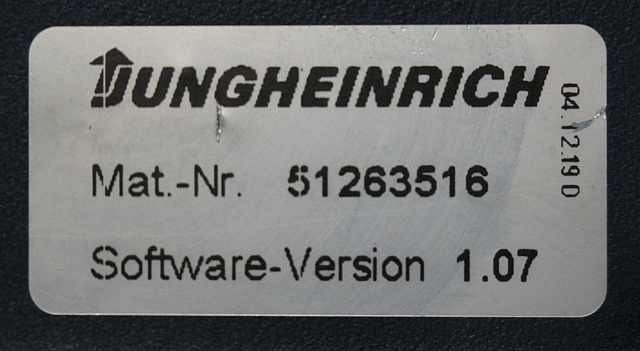 JUNGHEINRICH
Mat.-Nr. 51263516
Software-Version 1.07
04.12.19 D